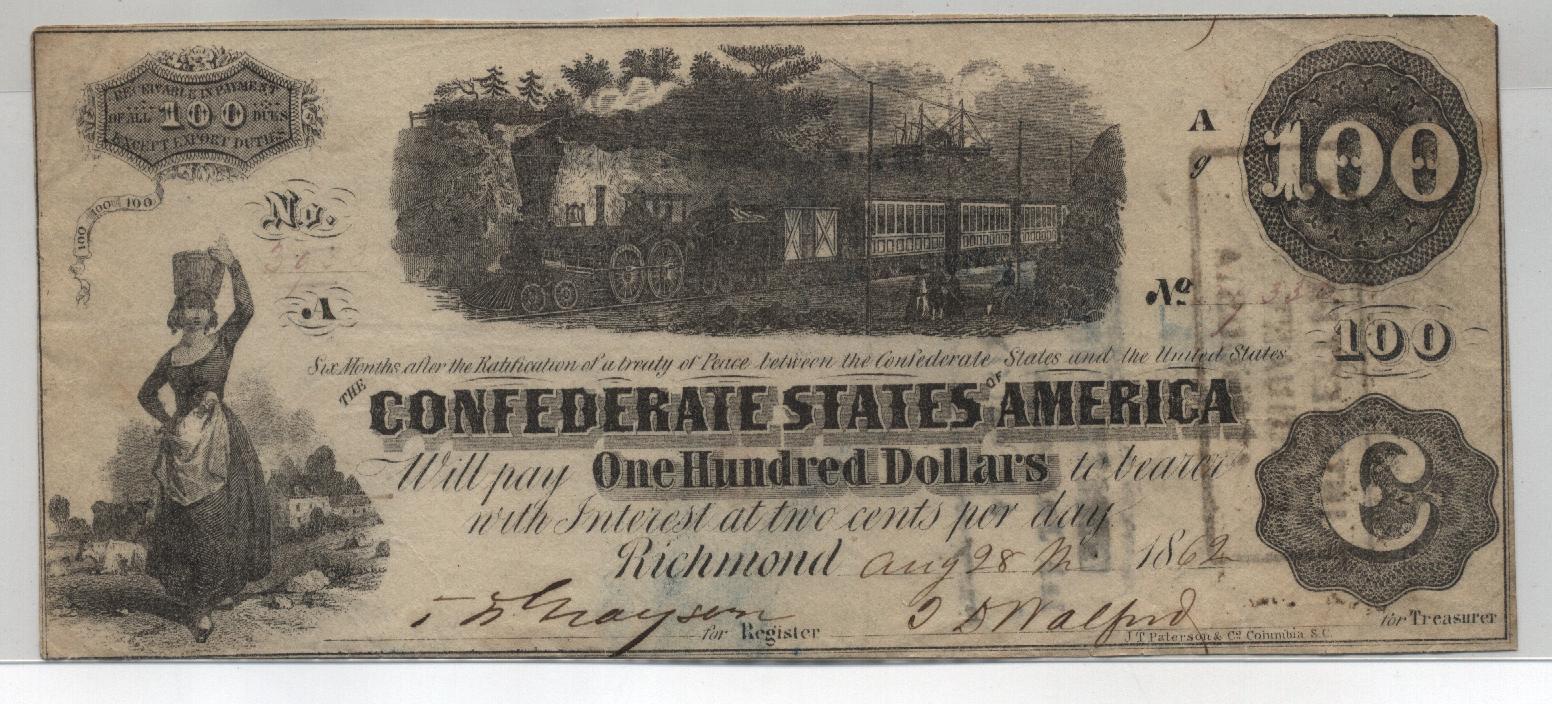 RECEIVABLE IN PAYMENT
OF ALL 100 DUES
EXCEPT EXPORT DUTIES
100 100 100
No.
A
A
g
100
No
100
Six Months after the Ratification of a treaty of Peace between the Confederate States and the United States
THE CONFEDERATE STATES OF AMERICA
Will pay One Hundred Dollars to bearer
with Interest at two cents per day
Richmond Aug 28th 1862
C
for Register
J D Walford
for Treasurer
J.T. Paterson & Co. Columbia S.C.